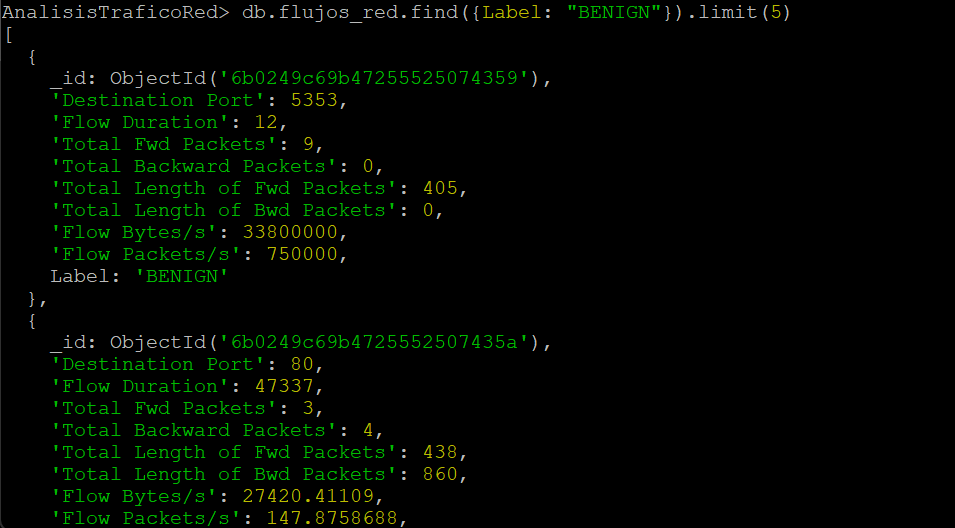 AnalisisTraficoRed> db.flujos_red.find({Label: "BENIGN"}).limit(5)
[
  {
    _id: ObjectId('6b0249c69b47255525074359'),
    'Destination Port': 5353,
    'Flow Duration': 12,
    'Total Fwd Packets': 9,
    'Total Backward Packets': 0,
    'Total Length of Fwd Packets': 405,
    'Total Length of Bwd Packets': 0,
    'Flow Bytes/s': 33800000,
    'Flow Packets/s': 750000,
    Label: 'BENIGN'
  },
  {
    _id: ObjectId('6b0249c69b4725552507435a'),
    'Destination Port': 80,
    'Flow Duration': 47337,
    'Total Fwd Packets': 3,
    'Total Backward Packets': 4,
    'Total Length of Fwd Packets': 438,
    'Total Length of Bwd Packets': 860,
    'Flow Bytes/s': 27420.41109,
    'Flow Packets/s': 147.8758688,